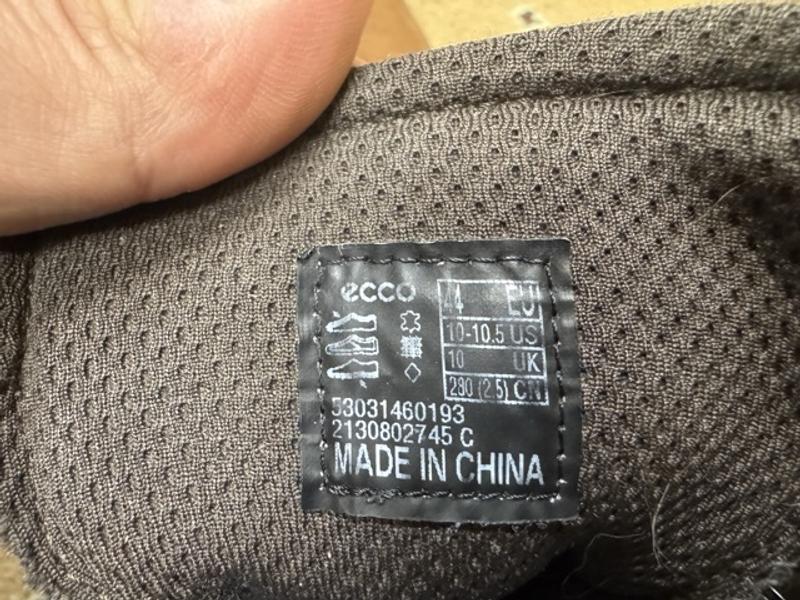 ecco
44 EU
10-10.5 US
10 UK
280 (2.5) CN
53031460193
2130802745 C
MADE IN CHINA